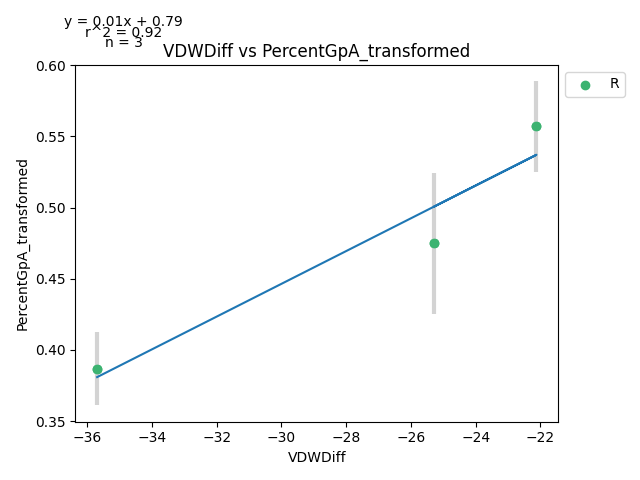 y = 0.01x + 0.79
r^2 = 0.92
n = 3
VDWDiff vs PercentGpA_transformed
R
0.60
0.55
0.50
0.45
0.40
0.35
PercentGpA_transformed
−36
−34
−32
−30
−28
−26
−24
−22
VDWDiff